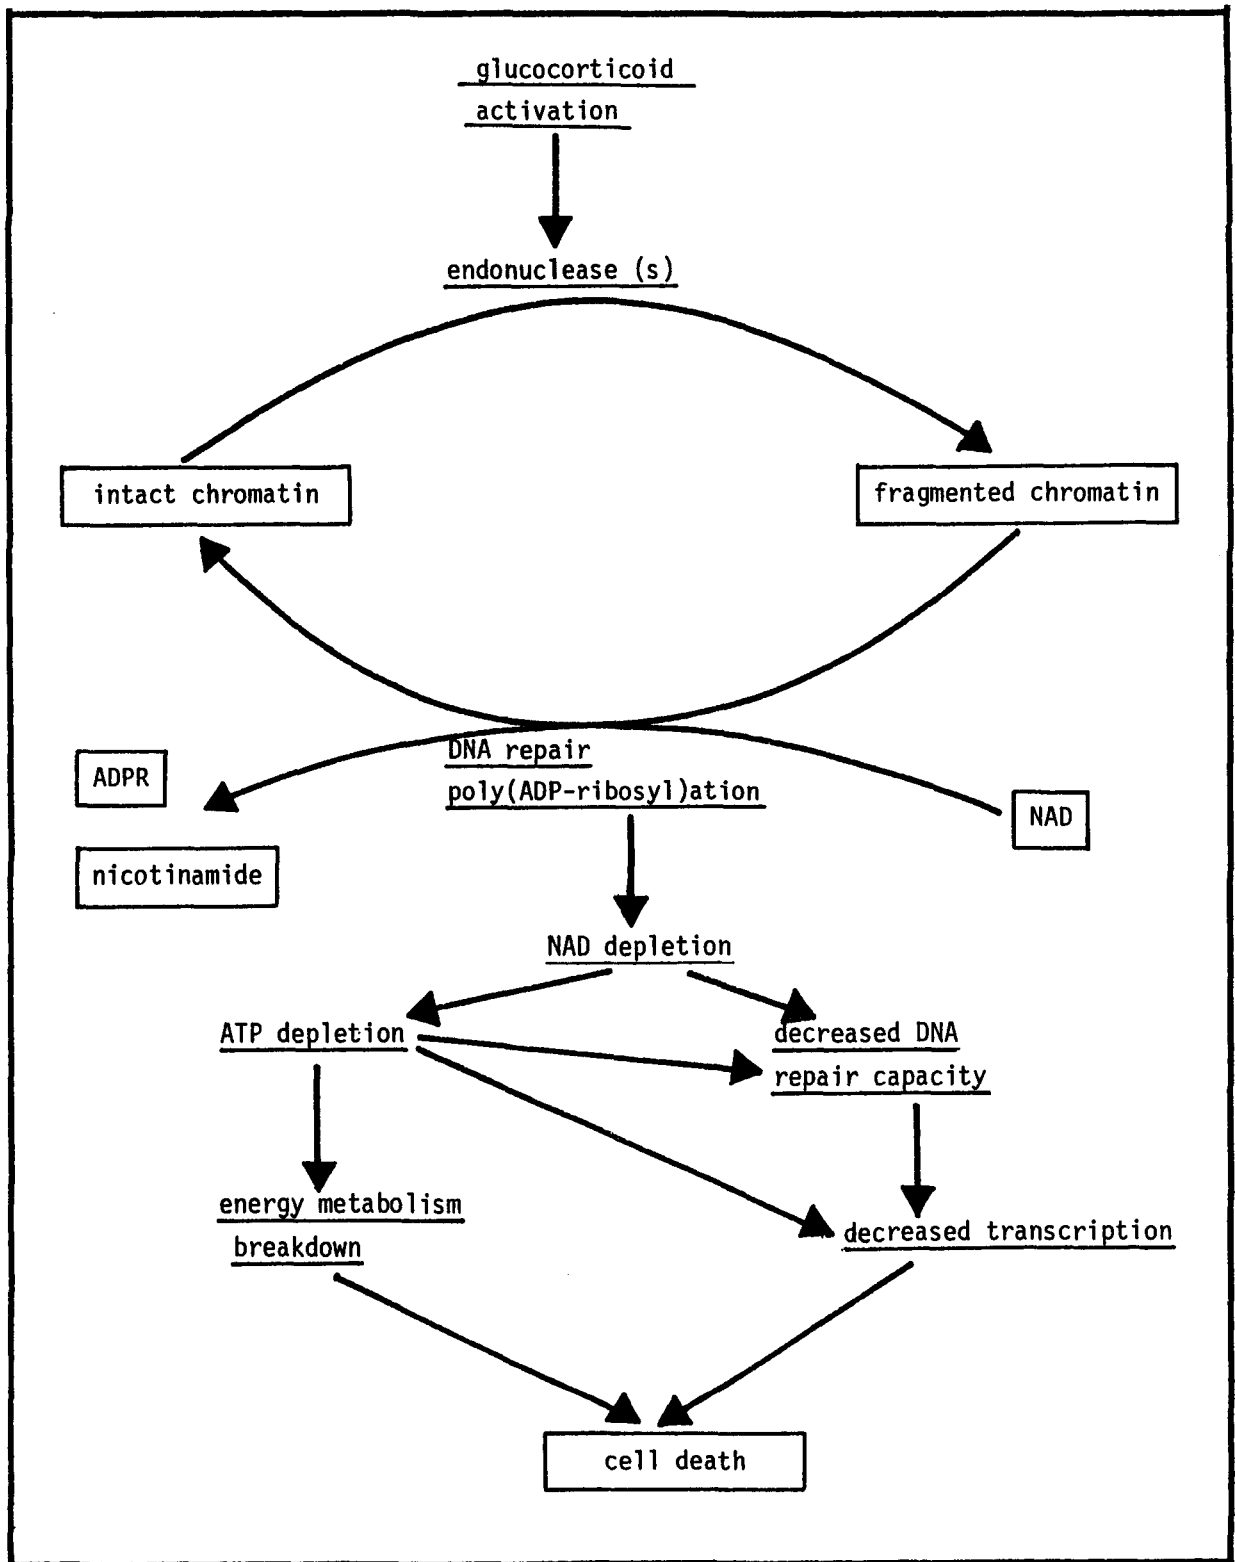 glucocorticoid
activation
endonuclease (s)
intact chromatin
fragmented chromatin
DNA repair
poly(ADP-ribosyl)ation
ADPR
nicotinamide
NAD
NAD depletion
ATP depletion
decreased DNA
repair capacity
energy metabolism
breakdown
decreased transcription
cell death